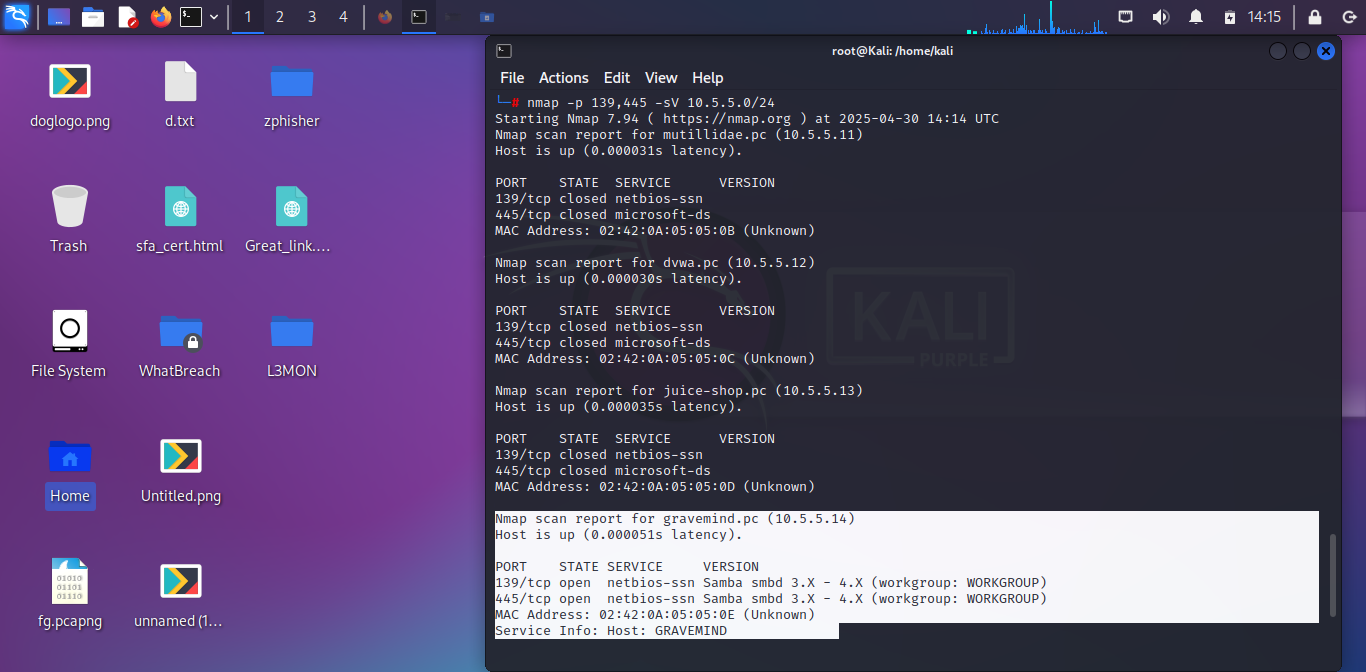 1 2 3 4
14:15
doglogo.png
d.txt
zphisher
Trash
sfa_cert.html
Great_link....
File System
WhatBreach
L3MON
Home
Untitled.png
01010
01101
01110
fg.pcapng
unnamed (1...
root@Kali: /home/kali
File Actions Edit View Help
└─# nmap -p 139,445 -sV 10.5.5.0/24
Starting Nmap 7.94 ( https://nmap.org ) at 2025-04-30 14:14 UTC
Nmap scan report for mutillidae.pc (10.5.5.11)
Host is up (0.000031s latency).
PORT    STATE  SERVICE      VERSION
139/tcp closed netbios-ssn
445/tcp closed microsoft-ds
MAC Address: 02:42:0A:05:05:0B (Unknown)
Nmap scan report for dvwa.pc (10.5.5.12)
Host is up (0.000030s latency).
PORT    STATE  SERVICE      VERSION
139/tcp closed netbios-ssn
445/tcp closed microsoft-ds
MAC Address: 02:42:0A:05:05:0C (Unknown)
Nmap scan report for juice-shop.pc (10.5.5.13)
Host is up (0.000035s latency).
PORT    STATE  SERVICE      VERSION
139/tcp closed netbios-ssn
445/tcp closed microsoft-ds
MAC Address: 02:42:0A:05:05:0D (Unknown)
Nmap scan report for gravemind.pc (10.5.5.14)
Host is up (0.000051s latency).
PORT    STATE SERVICE     VERSION
139/tcp open  netbios-ssn Samba smbd 3.X - 4.X (workgroup: WORKGROUP)
445/tcp open  netbios-ssn Samba smbd 3.X - 4.X (workgroup: WORKGROUP)
MAC Address: 02:42:0A:05:05:0E (Unknown)
Service Info: Host: GRAVEMIND
KALI
PURPLE